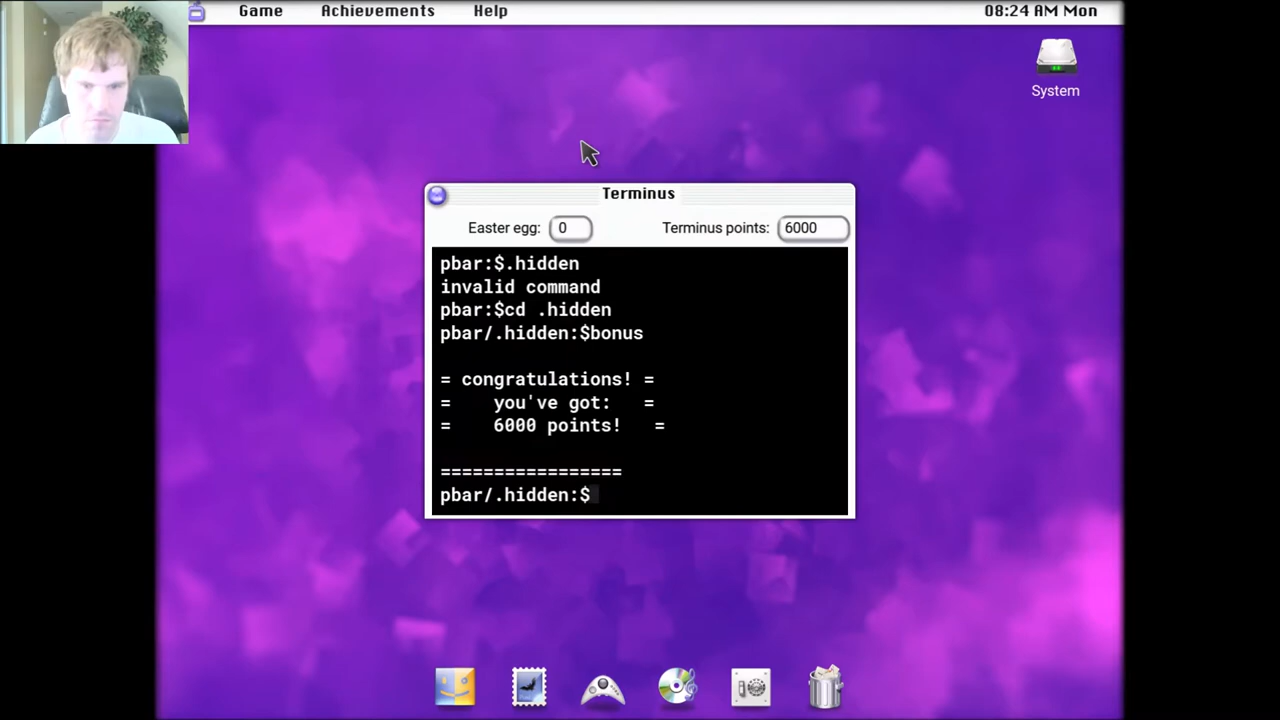 Game Achievements Help 08:24 AM Mon
System
Terminus
Easter egg: 0 Terminus points: 6000
pbar:$.hidden
invalid command
pbar:$cd .hidden
pbar/.hidden:$bonus
= congratulations! =
= you've got: =
= 6000 points! =
=================
pbar/.hidden:$